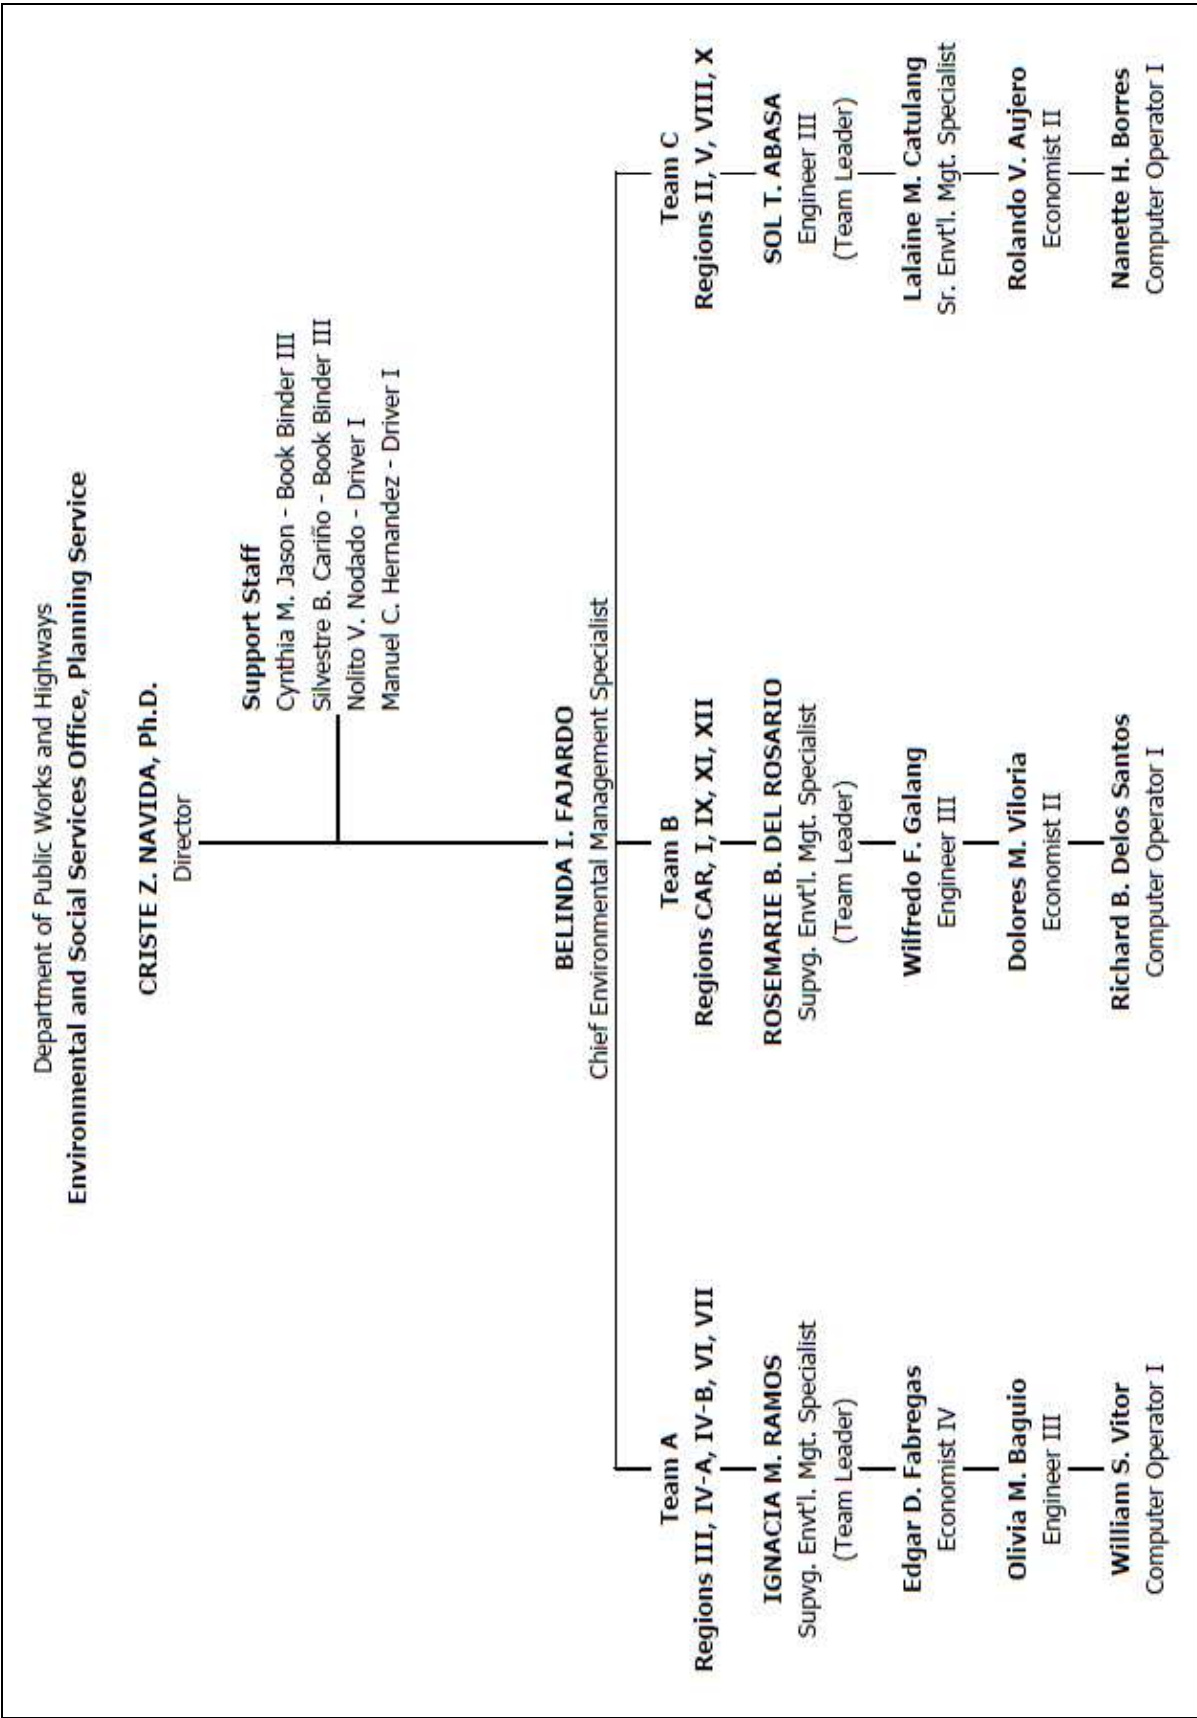 Department of Public Works and Highways
Environmental and Social Services Office, Planning Service
CRISTE Z. NAVIDA, Ph.D.
Director
Support Staff
Cynthia M. Jason - Book Binder III
Silvestre B. Cariño - Book Binder III
Nolito V. Nodado - Driver I
Manuel C. Hernandez - Driver I
BELINDA I. FAJARDO
Chief Environmental Management Specialist
Team A
Regions III, IV-A, IV-B, VI, VII
IGNACIA M. RAMOS
Supvg. Envt'l. Mgt. Specialist
(Team Leader)
Edgar D. Fabregas
Economist IV
Olivia M. Baguio
Engineer III
William S. Vitor
Computer Operator I
Team B
Regions CAR, I, IX, XI, XII
ROSEMARIE B. DEL ROSARIO
Supvg. Envt'l. Mgt. Specialist
(Team Leader)
Wilfredo F. Galang
Engineer III
Dolores M. Viloria
Economist II
Richard B. Delos Santos
Computer Operator I
Team C
Regions II, V, VIII, X
SOL T. ABASA
Engineer III
(Team Leader)
Lalaine M. Catulang
Sr. Envt'l. Mgt. Specialist
Rolando V. Aujero
Economist II
Nanette H. Borres
Computer Operator I